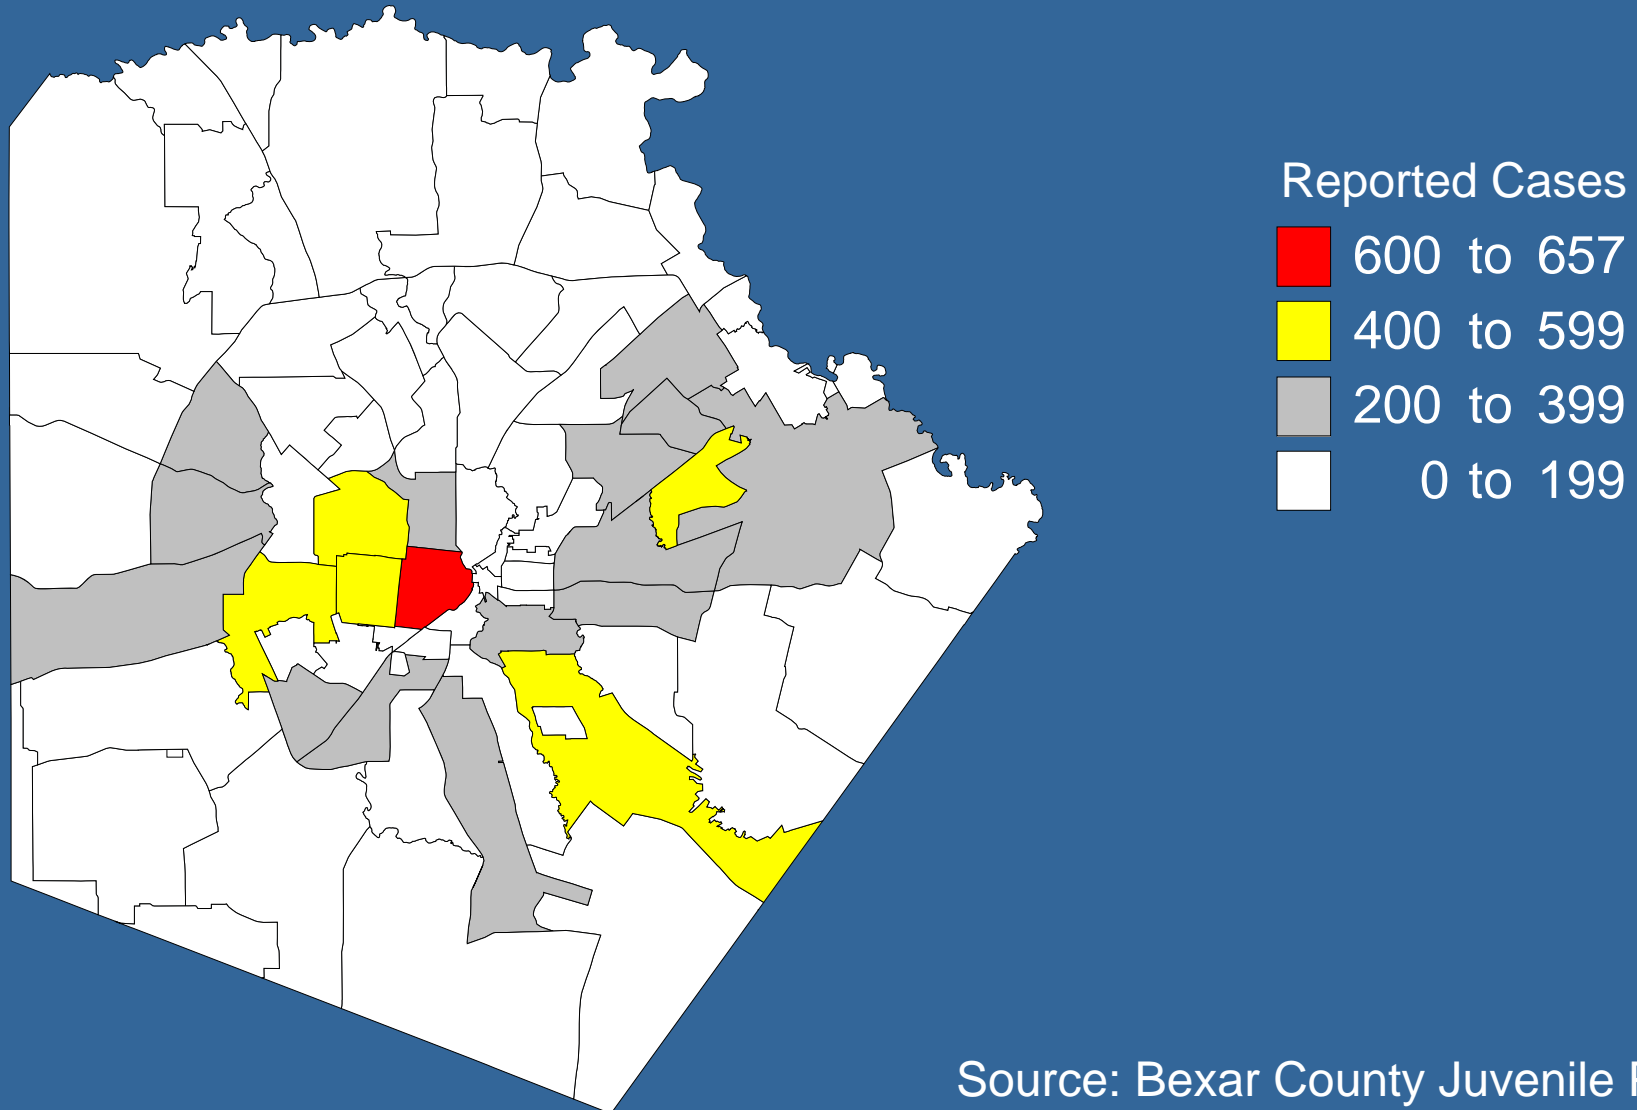 Reported Cases
600 to 657
400 to 599
200 to 399
0 to 199
Source: Bexar County Juvenile